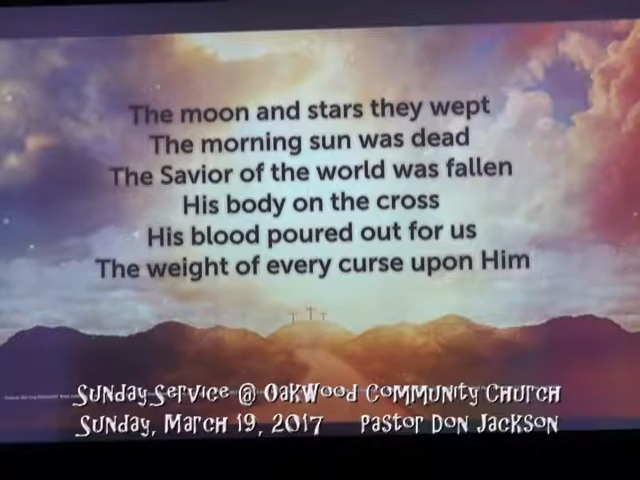 The moon and stars they wept
The morning sun was dead
The Savior of the world was fallen
His body on the cross
His blood poured out for us
The weight of every curse upon Him
Sunday Service @ Oakwood Community Church
Sunday, March 19, 2017 Pastor Don Jackson